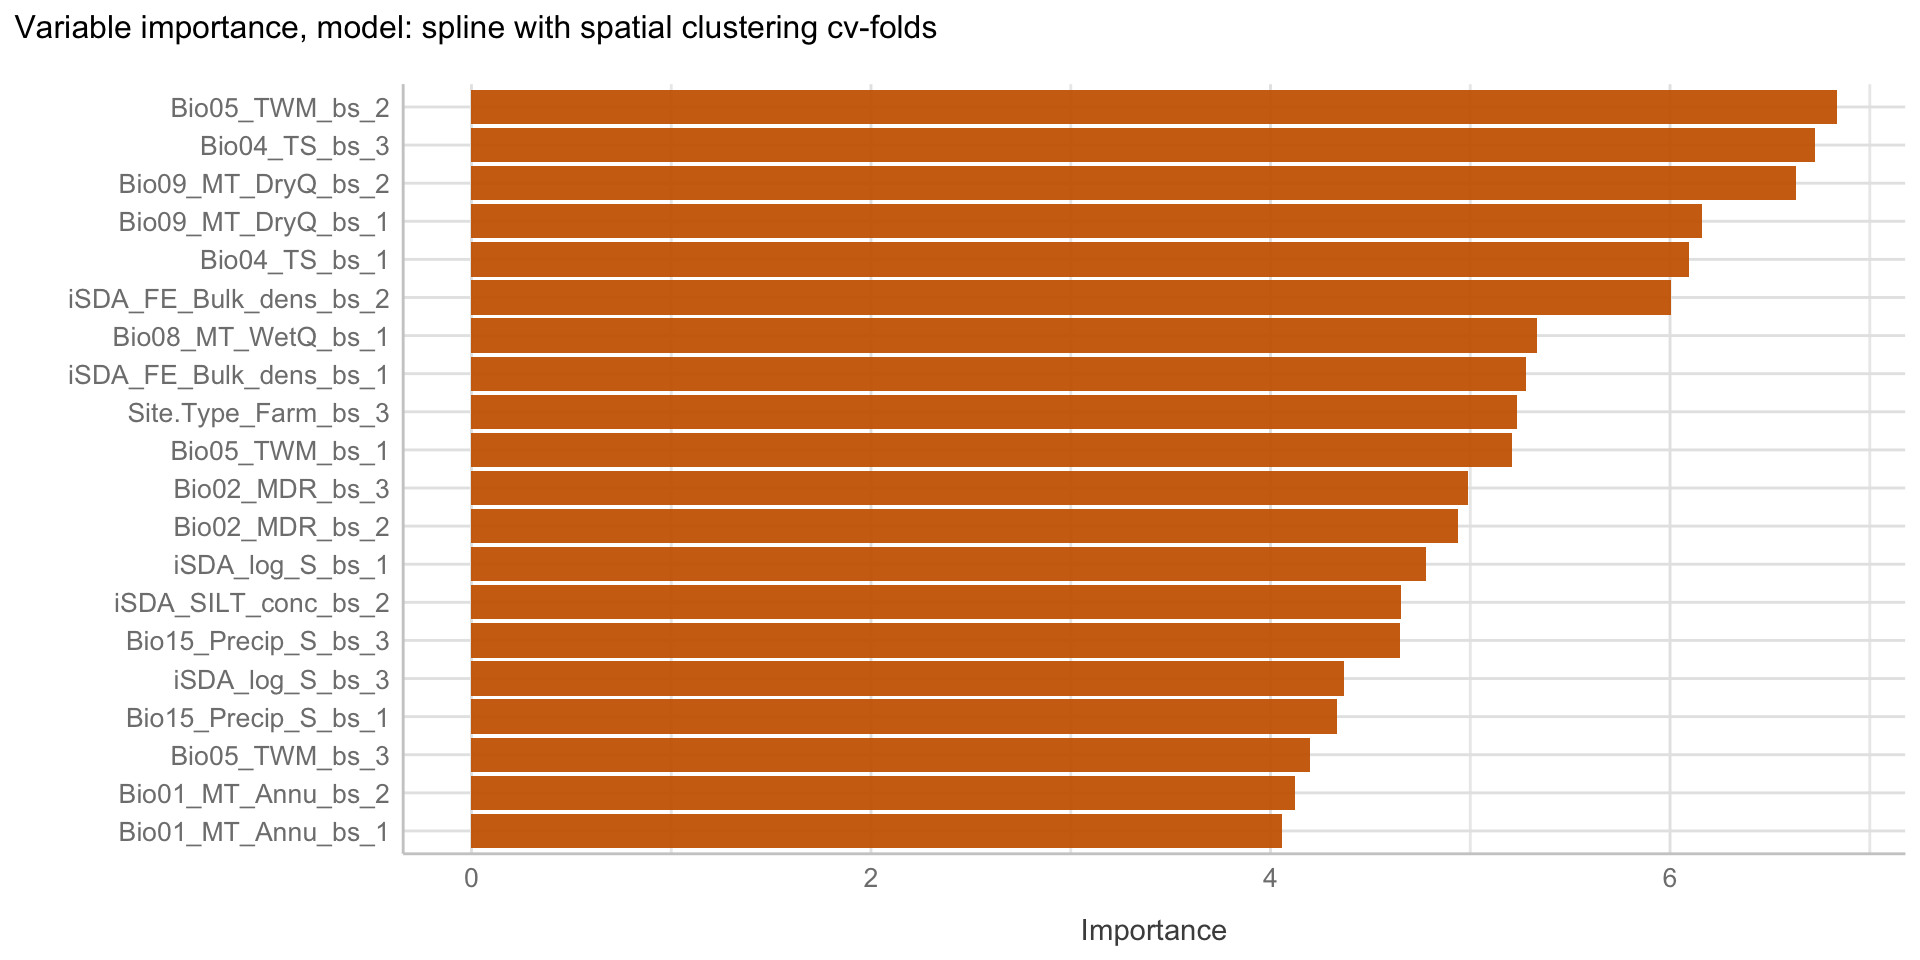 Variable importance, model: spline with spatial clustering cv-folds
Bio05_TWM_bs_2
Bio04_TS_bs_3
Bio09_MT_DryQ_bs_2
Bio09_MT_DryQ_bs_1
Bio04_TS_bs_1
iSDA_FE_Bulk_dens_bs_2
Bio08_MT_WetQ_bs_1
iSDA_FE_Bulk_dens_bs_1
Site.Type_Farm_bs_3
Bio05_TWM_bs_1
Bio02_MDR_bs_3
Bio02_MDR_bs_2
iSDA_log_S_bs_1
iSDA_SILT_conc_bs_2
Bio15_Precip_S_bs_3
iSDA_log_S_bs_3
Bio15_Precip_S_bs_1
Bio05_TWM_bs_3
Bio01_MT_Annu_bs_2
Bio01_MT_Annu_bs_1
0 2 4 6
Importance